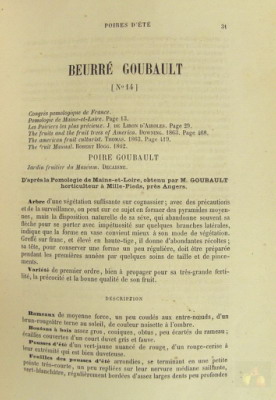 POIRES D'ÉTÉ 31
BEURRÉ GOUBAULT
[N° 14]
Congrès pomologique de France.
Pomologie de Maine-et-Loire. Page 13.
Les Poiriers les plus précieux. J. DE LIRON D'AIROLES. Page 29.
The fruits and the fruit trees of America. DOWNING. 1863. Page 468.
The american fruit culturist. THOMAS. 1863. Page 419.
The fruit Manual. ROBERT HOGG. 1862.
POIRE GOUBAULT
Jardin fruitier du Muséum. DECAISNE.
D'après la Pomologie de Maine-et-Loire, obtenu par M. GOUBAULT
horticulteur à Mille-Pieds, près Angers.
Arbre d'une végétation suffisante sur cognassier; avec des précautions
et de la surveillance, on peut sur ce sujet en former des pyramides moyen-
nes, mais la disposition naturelle de sa sève, qui abandonne souvent sa
flèche pour se porter avec impétuosité sur quelques branches latérales,
indique que la forme en vase convient mieux à son mode de végétation.
Greffé sur franc, et élevé en haute-tige, il donne d'abondantes récoltes;
sa tête, pour conserver une forme un peu régulière, doit être préparée
pendant les premières années par quelques soins de taille et de pince-
ments.
Variété de premier ordre, bien à propager pour sa très-grande ferti-
lité, la précocité et la bonne qualité de son fruit.
DESCRIPTION
Rameaux de moyenne force, un peu coudés aux entre-nœuds, d'un
brun-rougeâtre terne au soleil, de couleur noisette à l'ombre.
Boutons à bois assez gros, coniques, obtus, peu écartés du rameau;
écailles couvertes d'un court duvet gris et fauve.
Pousses d'été d'un vert-jaune nuancé de rouge, d'un rouge-cerise à
leur extrémité qui est bien duveteuse.
Feuilles des pousses d'été arrondies, se terminant en une petite
pointe très-courte, un peu repliées sur leur nervure médiane
vert-blanchâtre, régulièrement bordées d'assez larges dents peu profondes